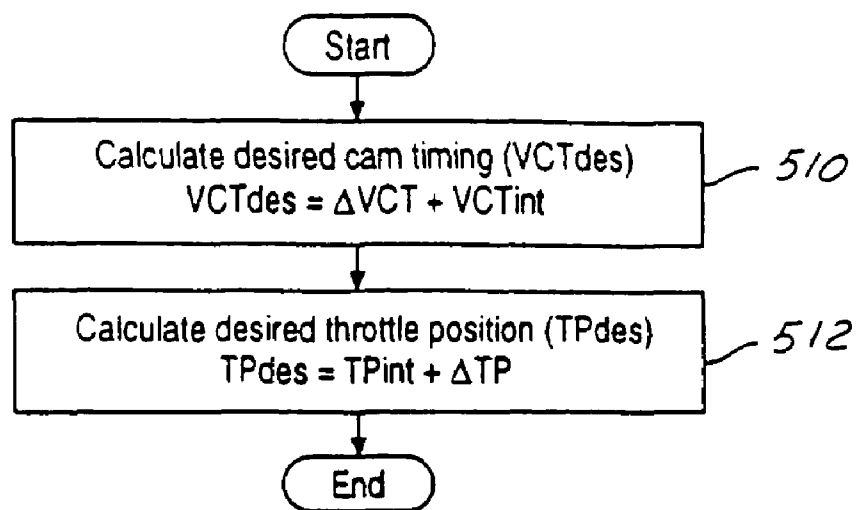 Start
Calculate desired cam timing (VCTdes)
VCTdes = ΔVCT + VCTint
510
Calculate desired throttle position (TPdes)
TPdes = TPint + ΔTP
512
End